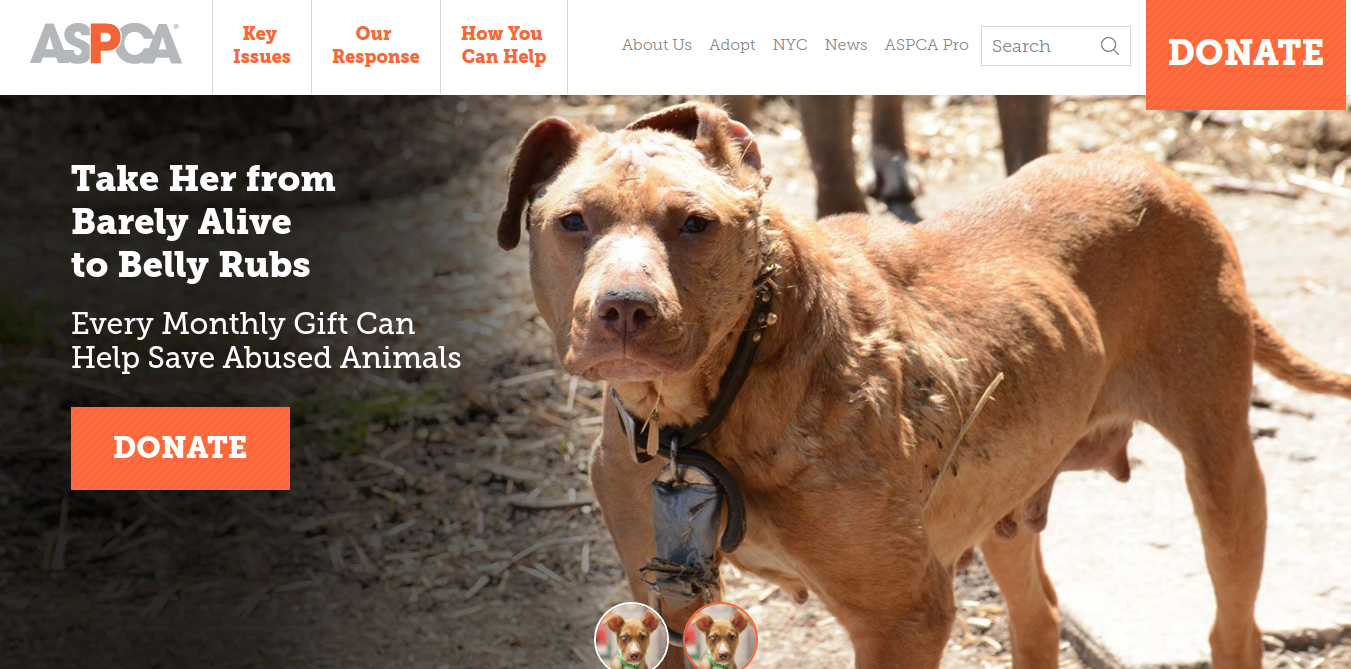 ASPCA®
Key
Issues
Our
Response
How You
Can Help
About Us
Adopt
NYC
News
ASPCA Pro
Search
DONATE
Take Her from
Barely Alive
to Belly Rubs
Every Monthly Gift Can
Help Save Abused Animals
DONATE